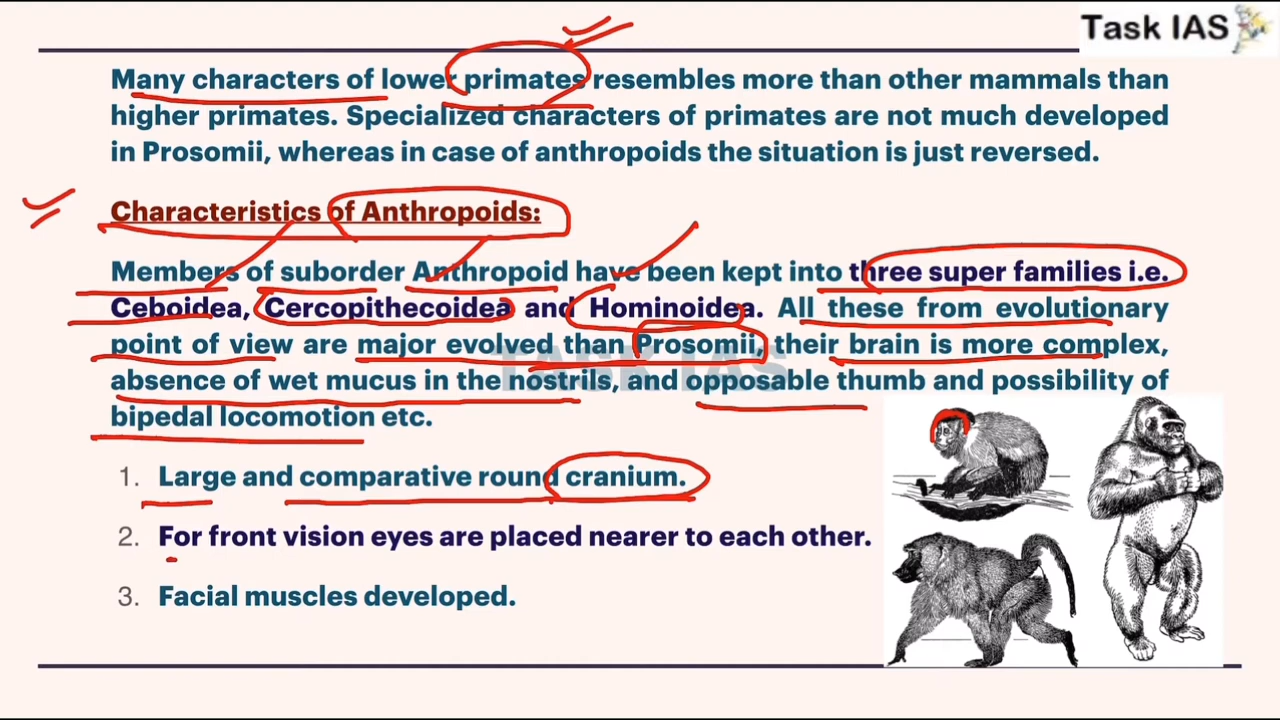 Task IAS
Many characters of lower primates resembles more than other mammals than
higher primates. Specialized characters of primates are not much developed
in Prosomii, whereas in case of anthropoids the situation is just reversed.
Characteristics of Anthropoids:
Members of suborder Anthropoid have been kept into three super families i.e.
Ceboidea, Cercopithecoidea and Hominoidea. All these from evolutionary
point of view are major evolved than Prosomii, their brain is more complex,
absence of wet mucus in the nostrils, and opposable thumb and possibility of
bipedal locomotion etc.
TASK IAS
1. Large and comparative round cranium.
2. For front vision eyes are placed nearer to each other.
3. Facial muscles developed.